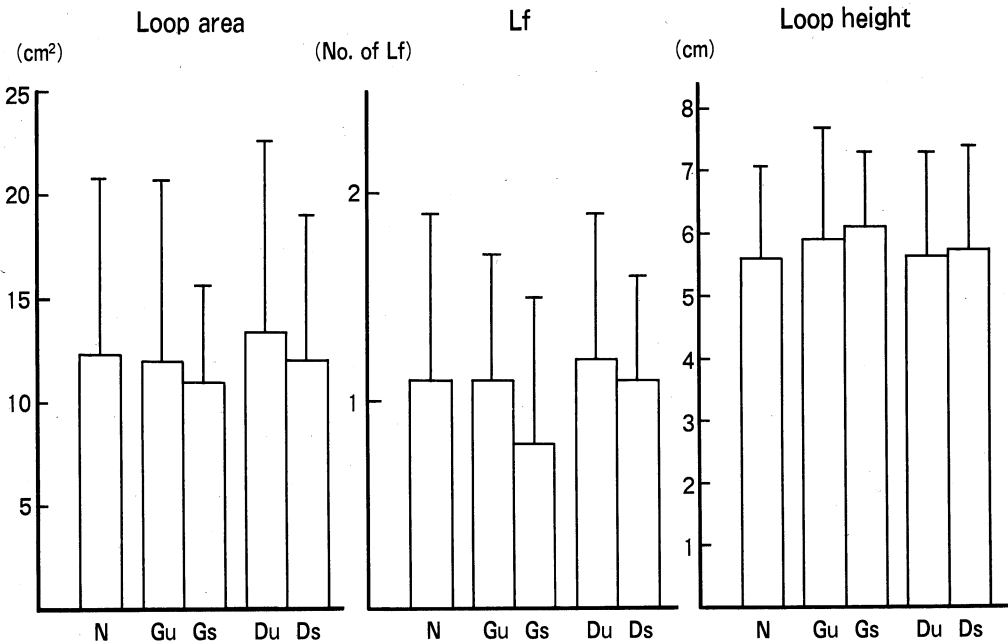 Loop area
(cm²)
25
20
15
10
5
N Gu Gs Du Ds
Lf
(No. of Lf)
2
1
N Gu Gs Du Ds
Loop height
(cm)
8
7
6
5
4
3
2
1
N Gu Gs Du Ds